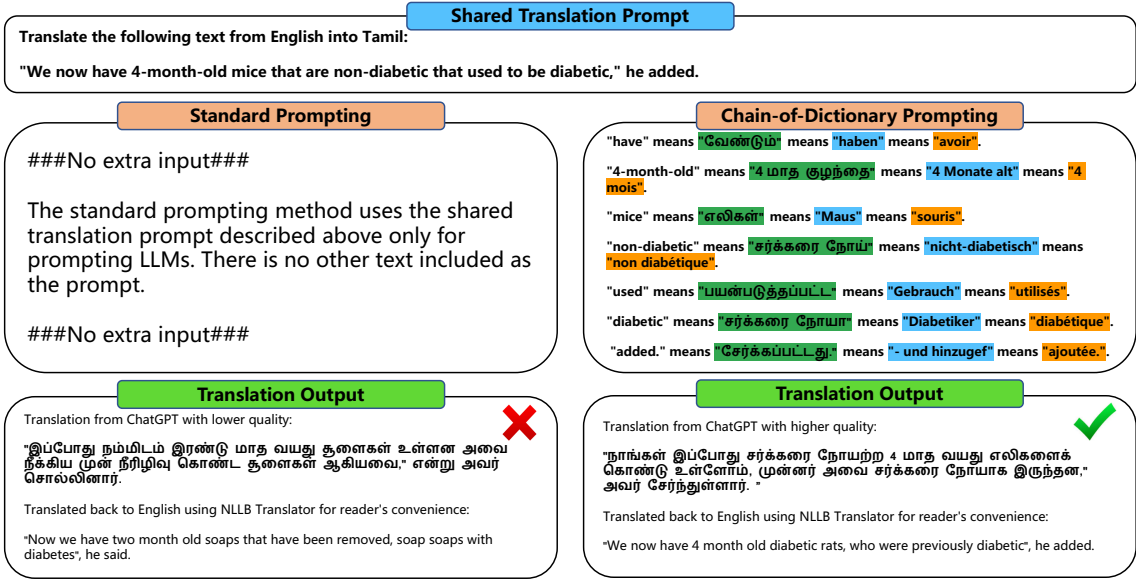 Shared Translation Prompt
Translate the following text from English into Tamil:
"We now have 4-month-old mice that are non-diabetic that used to be diabetic," he added.
Standard Prompting
###No extra input###
The standard prompting method uses the shared
translation prompt described above only for
prompting LLMs. There is no other text included as
the prompt.
###No extra input###
Chain-of-Dictionary Prompting
"have" means "வேண்டும்" means "haben" means "avoir".
"4-month-old" means "4 மாத குழந்தை" means "4 Monate alt" means "4
mois".
"mice" means "எலிகள்" means "Maus" means "souris".
"non-diabetic" means "சர்க்கரை நோய்" means "nicht-diabetisch" means
"non diabétique".
"used" means "பயன்படுத்தப்பட்ட" means "Gebrauch" means "utilisés".
"diabetic" means "சர்க்கரை நோயா" means "Diabetiker" means "diabétique".
"added." means "சேர்க்கப்பட்டது." means "- und hinzugef" means "ajoutée.".
Translation Output
Translation from ChatGPT with lower quality:
"இப்போது நம்மிடம் இரண்டு மாத வயது சூளைகள் உள்ளன அவை
நீக்கிய முன் நீரிழிவு கொண்ட சூளைகள் ஆகியவை," என்று அவர்
சொல்லினார்.
Translated back to English using NLLB Translator for reader's convenience:
"Now we have two month old soaps that have been removed, soap soaps with
diabetes", he said.
Translation Output
Translation from ChatGPT with higher quality:
"நாங்கள் இப்போது சர்க்கரை நோயற்ற 4 மாத வயது எலிகளைக்
கொண்டு உள்ளோம், முன்னர் அவை சர்க்கரை நோயாக இருந்தன,"
அவர் சேர்ந்துள்ளார். "
Translated back to English using NLLB Translator for reader's convenience:
"We now have 4 month old diabetic rats, who were previously diabetic", he added.